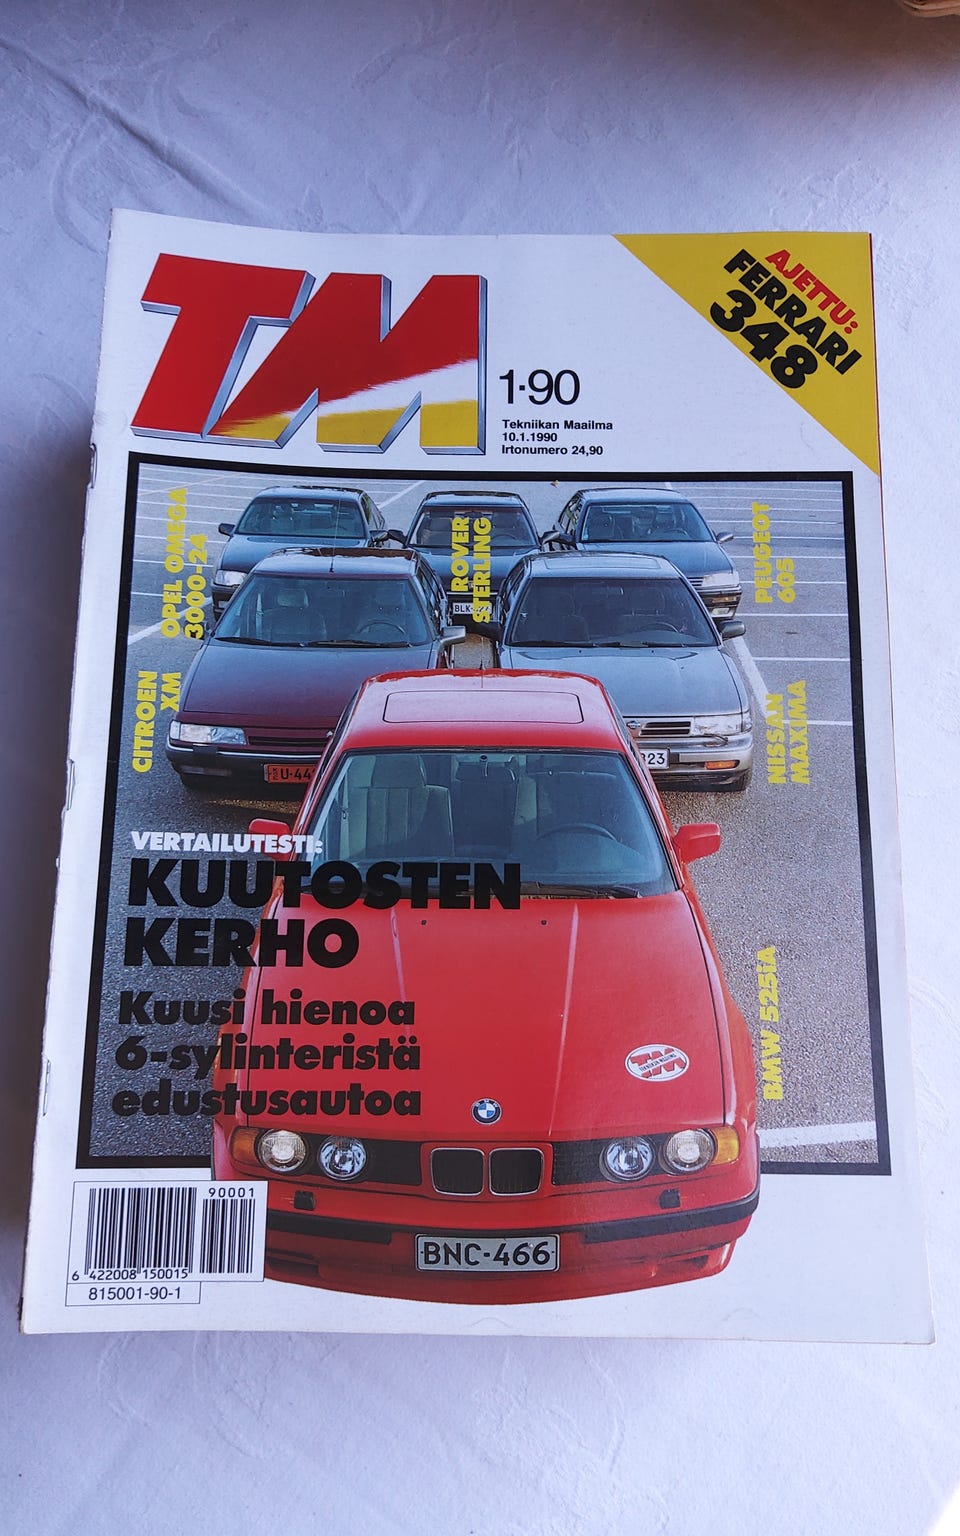 TM
1·90
Tekniikan Maailma
10.1.1990
Irtonumero 24,90
AJETTU:
FERRARI
348
OPEL OMEGA
3000-24
ROVER
STERLING
PEUGEOT
605
CITROEN
XM
NISSAN
MAXIMA
BMW 525iA
VERTAILUTESTI:
KUUTOSTEN
KERHO
Kuusi hienoa
6-sylinteristä
edustusautoa
TM
BMW
BNC-466
90001
6 422008 150015
815001-90-1